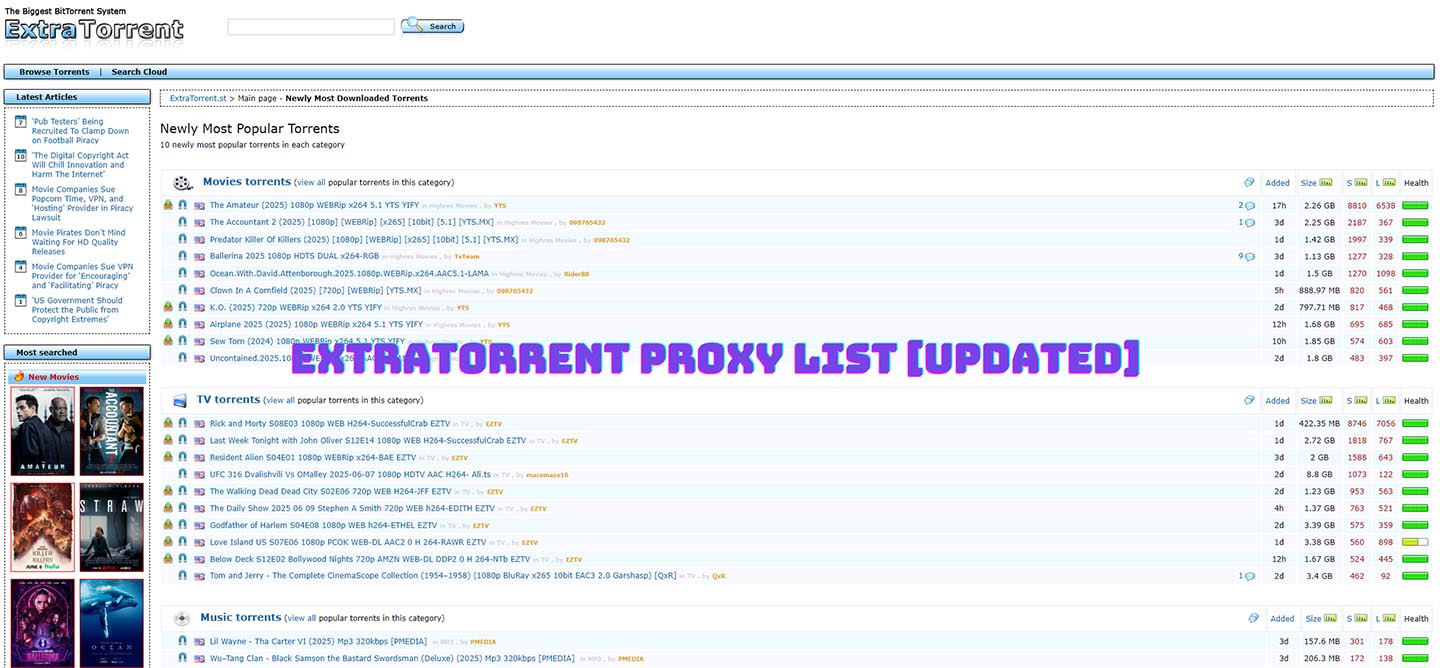 The Biggest BitTorrent System
ExtraTorrent
Search
Browse Torrents | Search Cloud
Latest Articles
7 'Pub Testers' Being
Recruited To Clamp Down
on Football Piracy
10 'The Digital Copyright Act
Will Chill Innovation and
Harm The Internet'
8 Movie Companies Sue
Popcorn Time, VPN, and
'Hosting' Provider in Piracy
Lawsuit
6 Movie Pirates Don't Mind
Waiting For HD Quality
Releases
4 Movie Companies Sue VPN
Provider for 'Encouraging'
and 'Facilitating' Piracy
1 'US Government Should
Protect the Public from
Copyright Extremes'
Most searched
New Movies
AMATEUR
THE ACCOUNTANT
KILLER OF KILLERS
JUNE 6 hulu
STRAW
BALLERINA
OCEAN
ExtraTorrent.st > Main page - Newly Most Downloaded Torrents
Newly Most Popular Torrents
10 newly most popular torrents in each category
Movies torrents (view all popular torrents in this category) Added Size S L Health
The Amateur (2025) 1080p WEBRip x264 5.1 YTS YIFY in Highres Movies , by YTS 2 17h 2.26 GB 8810 6538
The Accountant 2 (2025) [1080p] [WEBRip] [x265] [10bit] [5.1] [YTS.MX] in Highres Movies , by 098765432 1 3d 2.25 GB 2187 367
Predator Killer Of Killers (2025) [1080p] [WEBRip] [x265] [10bit] [5.1] [YTS.MX] in Highres Movies , by 098765432 1d 1.42 GB 1997 339
Ballerina 2025 1080p HDTS DUAL x264-RGB in Highres Movies , by TvTeam 9 3d 1.13 GB 1277 328
Ocean.With.David.Attenborough.2025.1080p.WEBRip.x264.AAC5.1-LAMA in Highres Movies , by Rider88 1d 1.5 GB 1270 1098
Clown In A Cornfield (2025) [720p] [WEBRip] [YTS.MX] in Highres Movies , by 098765432 5h 888.97 MB 820 561
K.O. (2025) 720p WEBRip x264 2.0 YTS YIFY in Highres Movies , by YTS 2d 797.71 MB 817 468
Airplane 2025 (2025) 1080p WEBRip x264 5.1 YTS YIFY in Highres Movies , by YTS 12h 1.68 GB 695 685
Sew Torn (2024) 1080p WEBRip x264 5.1 YTS YIFY in Highres Movies , by YTS 10h 1.85 GB 574 603
Uncontained.2025.10 2d 1.8 GB 483 397
EXTRATORRENT PROXY LIST [UPDATED]
TV torrents (view all popular torrents in this category) Added Size S L Health
Rick and Morty S08E03 1080p WEB H264-SuccessfulCrab EZTV in TV , by EZTV 1d 422.35 MB 8746 7056
Last Week Tonight with John Oliver S12E14 1080p WEB H264-SuccessfulCrab EZTV in TV , by EZTV 1d 2.72 GB 1818 767
Resident Alien S04E01 1080p WEBRip x264-BAE EZTV in TV , by EZTV 3d 2 GB 1588 643
UFC 316 Dvalishvili Vs OMalley 2025-06-07 1080p HDTV AAC H264- Ali.ts in TV , by mazemaze16 2d 8.8 GB 1073 122
The Walking Dead Dead City S02E06 720p WEB H264-JFF EZTV in TV , by EZTV 2d 1.23 GB 953 563
The Daily Show 2025 06 09 Stephen A Smith 720p WEB h264-EDITH EZTV in TV , by EZTV 4h 1.37 GB 763 521
Godfather of Harlem S04E08 1080p WEB h264-ETHEL EZTV in TV , by EZTV 2d 3.39 GB 575 359
Love Island US S07E06 1080p PCOK WEB-DL AAC2 0 H 264-RAWR EZTV in TV , by EZTV 1d 3.38 GB 560 898
Below Deck S12E02 Bollywood Nights 720p AMZN WEB-DL DDP2 0 H 264-NTb EZTV in TV , by EZTV 12h 1.67 GB 524 445
Tom and Jerry - The Complete CinemaScope Collection (1954-1958) (1080p BluRay x265 10bit EAC3 2.0 Garshasp) [QxR] in TV , by QxR 1 2d 3.4 GB 462 92
Music torrents (view all popular torrents in this category) Added Size S L Health
Lil Wayne - Tha Carter VI (2025) Mp3 320kbps [PMEDIA] in MP3 , by PMEDIA 3d 157.6 MB 301 178
Wu-Tang Clan - Black Samson the Bastard Swordsman (Deluxe) (2025) Mp3 320kbps [PMEDIA] in MP3 , by PMEDIA 3d 206.3 MB 172 138